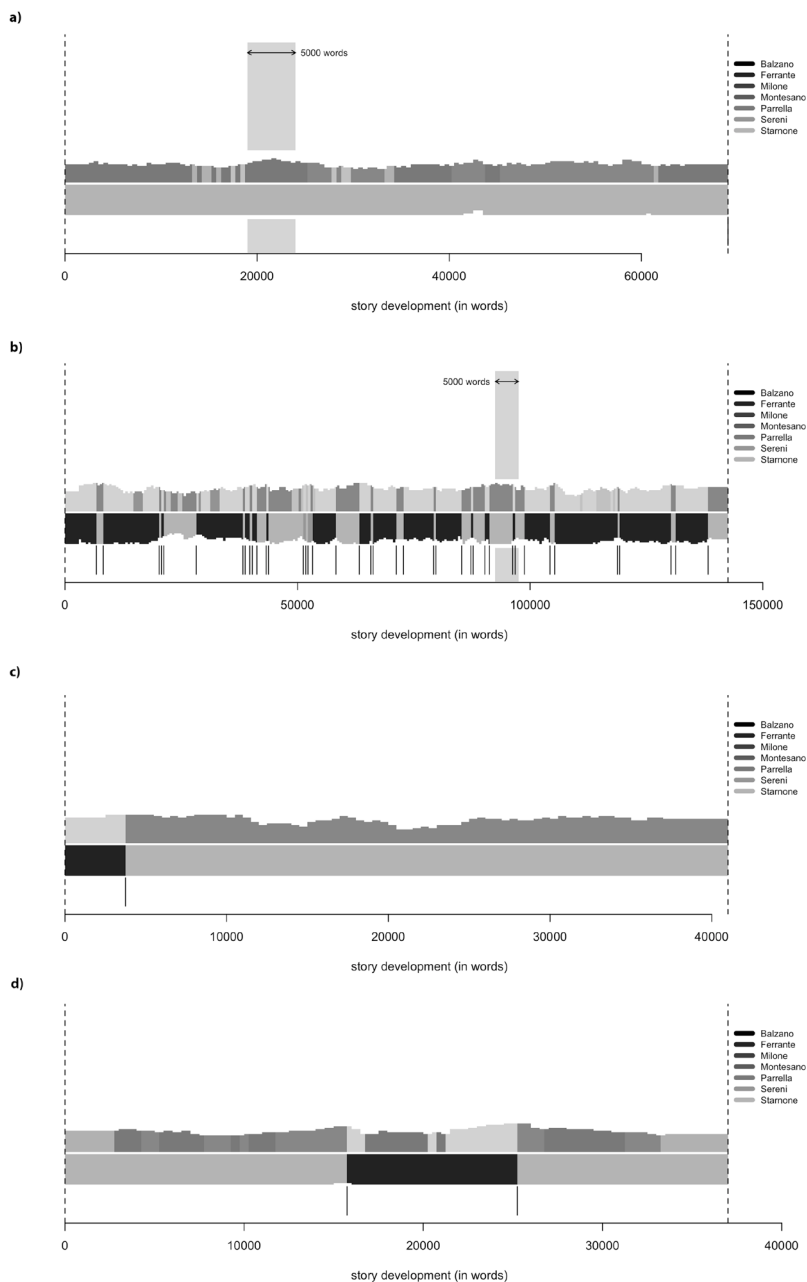 a)
5000 words
Balzano
Ferrante
Milone
Montesano
Parrella
Sereni
Starnone
0 20000 40000 60000
story development (in words)
b)
5000 words
Balzano
Ferrante
Milone
Montesano
Parrella
Sereni
Starnone
0 50000 100000 150000
story development (in words)
c)
Balzano
Ferrante
Milone
Montesano
Parrella
Sereni
Starnone
0 10000 20000 30000 40000
story development (in words)
d)
Balzano
Ferrante
Milone
Montesano
Parrella
Sereni
Starnone
0 10000 20000 30000 40000
story development (in words)